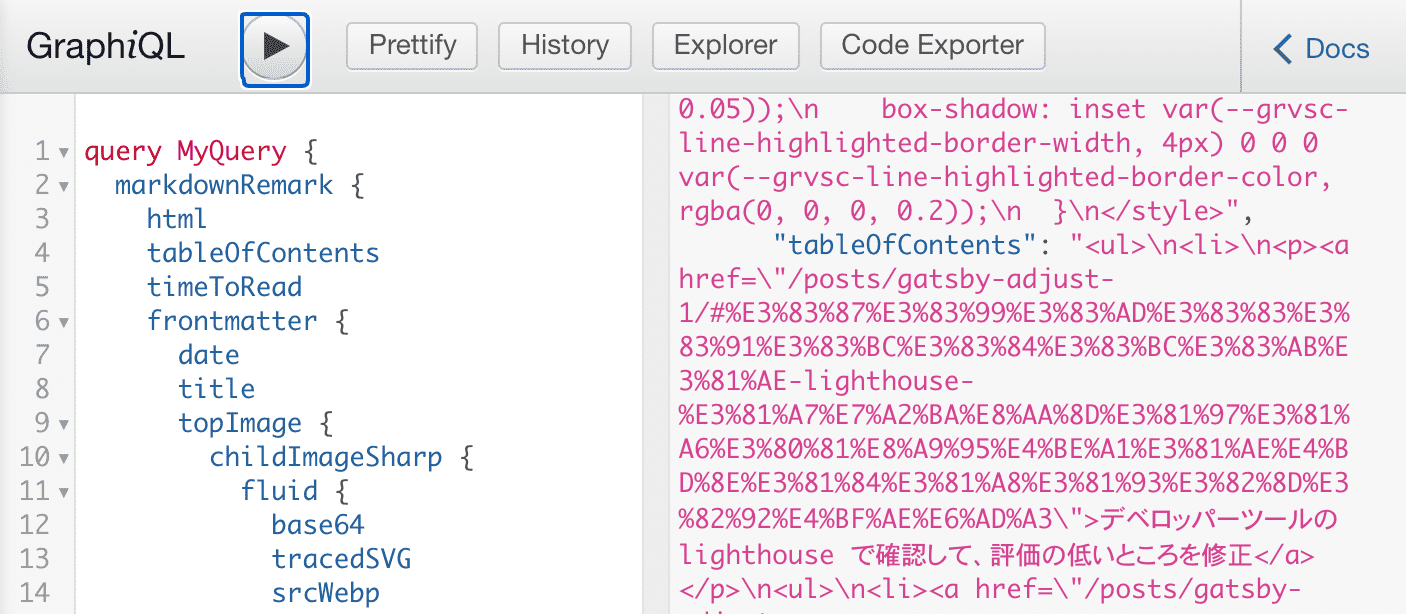 GraphiQL
Prettify
History
Explorer
Code Exporter
Docs
1 query MyQuery {
2 markdownRemark {
3 html
4 tableOfContents
5 timeToRead
6 frontmatter {
7 date
8 title
9 topImage {
10 childImageSharp {
11 fluid {
12 base64
13 tracedSVG
14 srcWebp
0.05));\n    box-shadow: inset var(--grvsc-
line-highlighted-border-width, 4px) 0 0 0
var(--grvsc-line-highlighted-border-color,
rgba(0, 0, 0, 0.2));\n  }\n</style>",
"tableOfContents": "<ul>\n<li>\n<p><a
href=\"/posts/gatsby-adjust-
1/#%E3%83%87%E3%83%99%E3%83%AD%E3%83%83%E3%
83%91%E3%83%BC%E3%83%84%E3%83%BC%E3%83%AB%E
3%81%AE-lighthouse-
%E3%81%A7%E7%A2%BA%E8%AA%8D%E3%81%97%E3%81%
A6%E3%80%81%E8%A9%95%E4%BE%A1%E3%81%AE%E4%B
D%8E%E3%81%84%E3%81%A8%E3%81%93%E3%82%8D%E3
%82%92%E4%BF%AE%E6%AD%A3\">デベロッパーツールの
lighthouse で確認して、評価の低いところを修正</a>
</p>\n<ul>\n<li><a href=\"/posts/gatsby-